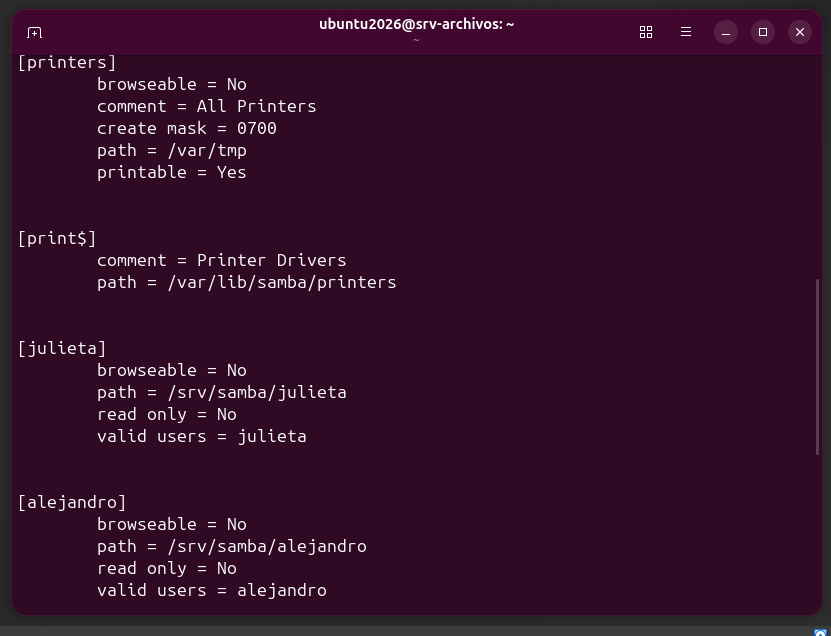 ubuntu2026@srv-archivos: ~
~
[printers]
browseable = No
comment = All Printers
create mask = 0700
path = /var/tmp
printable = Yes
[print$]
comment = Printer Drivers
path = /var/lib/samba/printers
[julieta]
browseable = No
path = /srv/samba/julieta
read only = No
valid users = julieta
[alejandro]
browseable = No
path = /srv/samba/alejandro
read only = No
valid users = alejandro